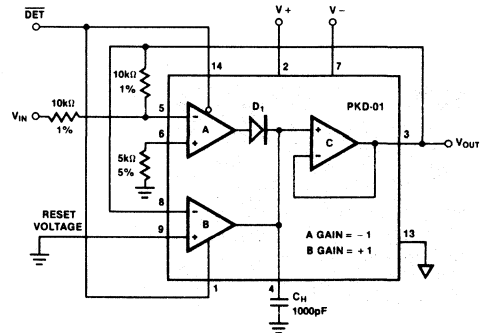 DET
V +
V –
14
2
7
10kΩ
1%
D1
PKD-01
10kΩ
VIN
1%
5
–
A
+
6
5kΩ
5%
+
C
–
3
VOUT
8
–
B
+
RESET
VOLTAGE
9
A GAIN = – 1
B GAIN = + 1
13
1
4
CH
1000pF